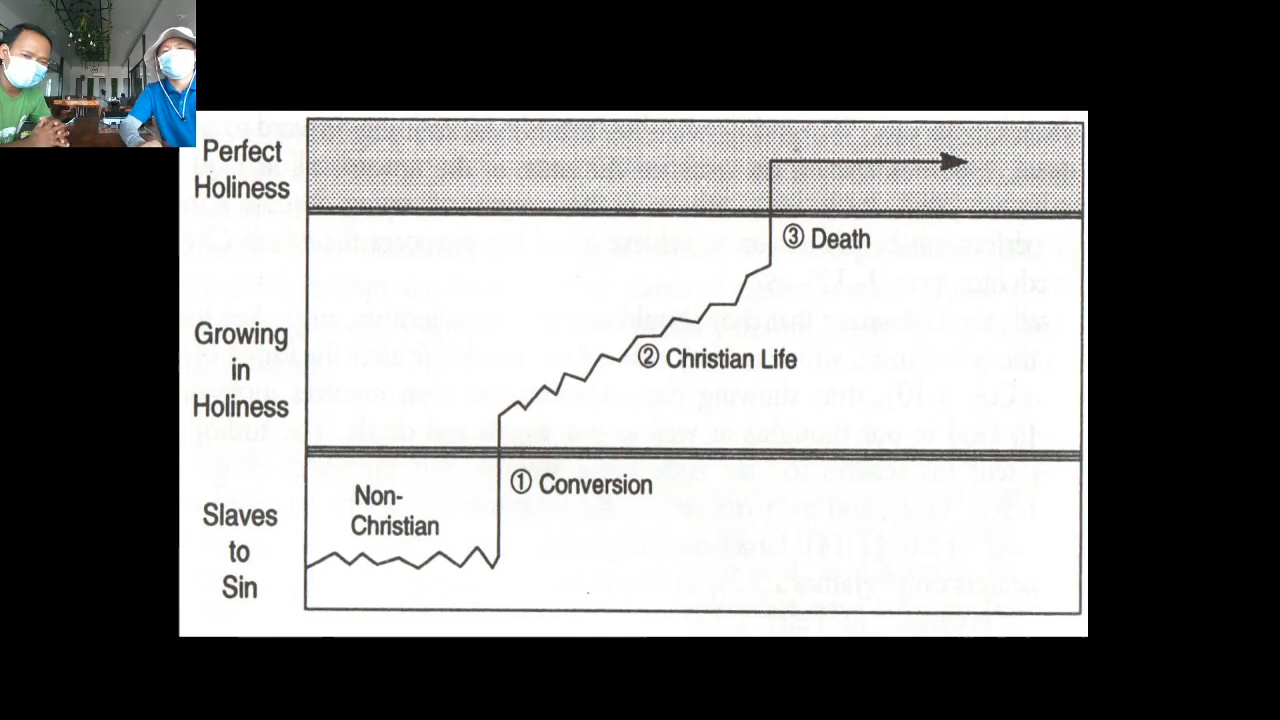 Perfect
Holiness
③ Death
Growing
in
Holiness
② Christian Life
① Conversion
Non-
Christian
Slaves
to
Sin